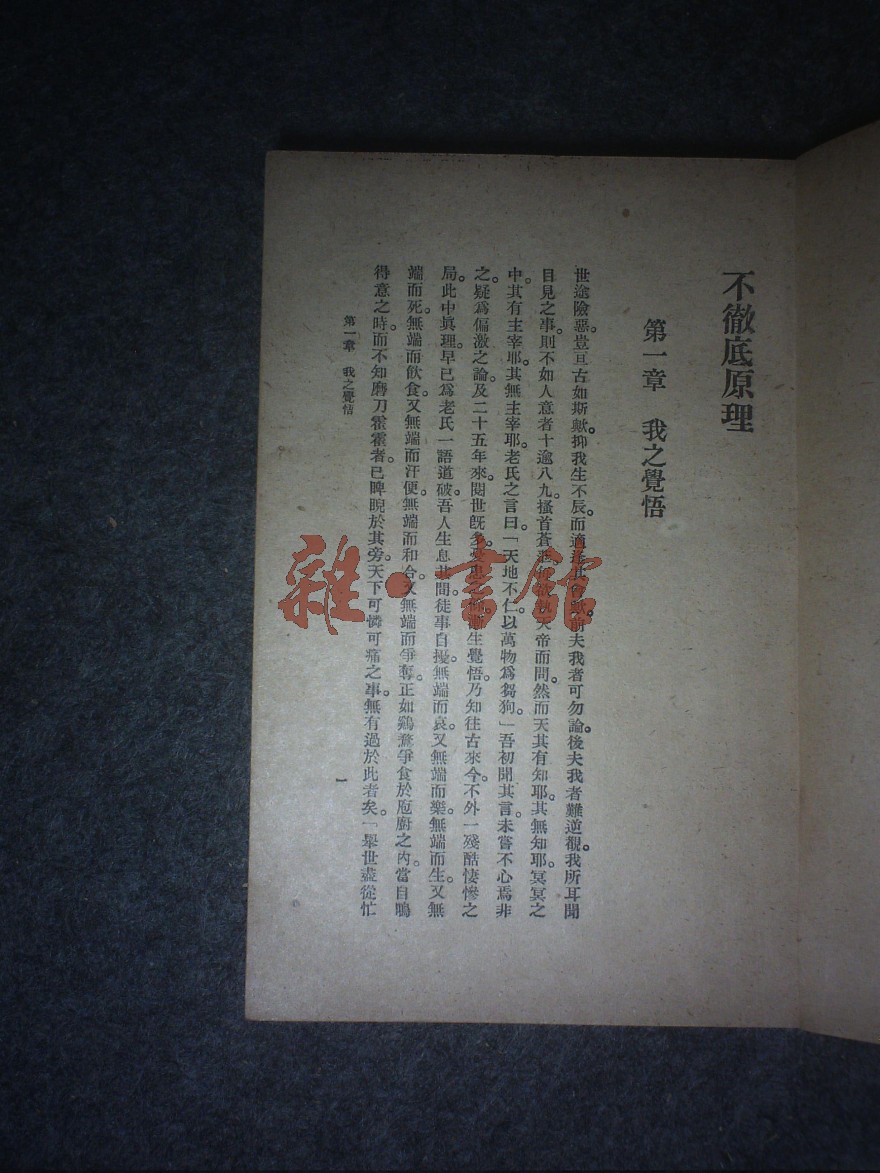 不徹底原理
第一章　我之覺悟
世途險惡。豈亙古如斯歟。抑我生不辰。而適逢其會歟。前夫我者可勿論。後夫我者難逆觀。我所耳聞
目見之事。則不如人意者十逾八九。搔首蒼天帝而問。然而天其有知耶。其無知耶。冥冥之
中。其有主宰耶。其無主宰耶。老氏之言曰。「天地不仁。以萬物爲芻狗。」吾初聞其言。未嘗不心焉非
之。疑爲偏激之論。及二十五年來。閱世旣多。生覺悟。乃知往古來今。不外一殘酷悽慘之
局。此中眞理。早已爲老氏一語道破。吾人生息其間。徒事自擾。無端而哀。又無端而樂。無端而生。又無
端而死。無端而飲食。又無端而汗便。無端而和合。又無端而爭奪。正如鷄鶩爭食於庖廚之內。當自鳴
得意之時。而不知磨刀霍霍者。已睥睨於其旁。天下可憐可痛之事。無有過於此者矣。「舉世盡從忙
第一章　我之覺悟
一
雜·書館